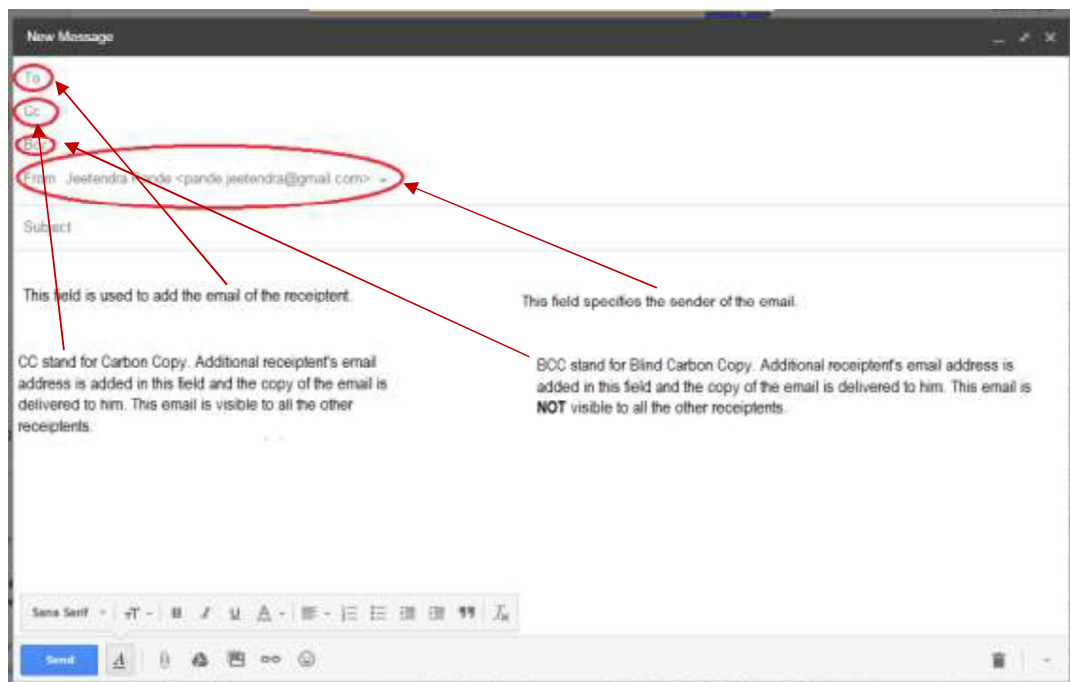 New Message
To
Cc
Bcc
From Jeetendra Pande <pande.jeetendra@gmail.com>
Subject
This field is used to add the email of the receiptent.
This field specifies the sender of the email.
CC stand for Carbon Copy. Additional receiptent's email
address is added in this field and the copy of the email is
delivered to him. This email is visible to all the other
receiptents.
BCC stand for Blind Carbon Copy. Additional receiptent's email address is
added in this field and the copy of the email is delivered to him. This email is
NOT visible to all the other receiptents.
Sans Serif
Send